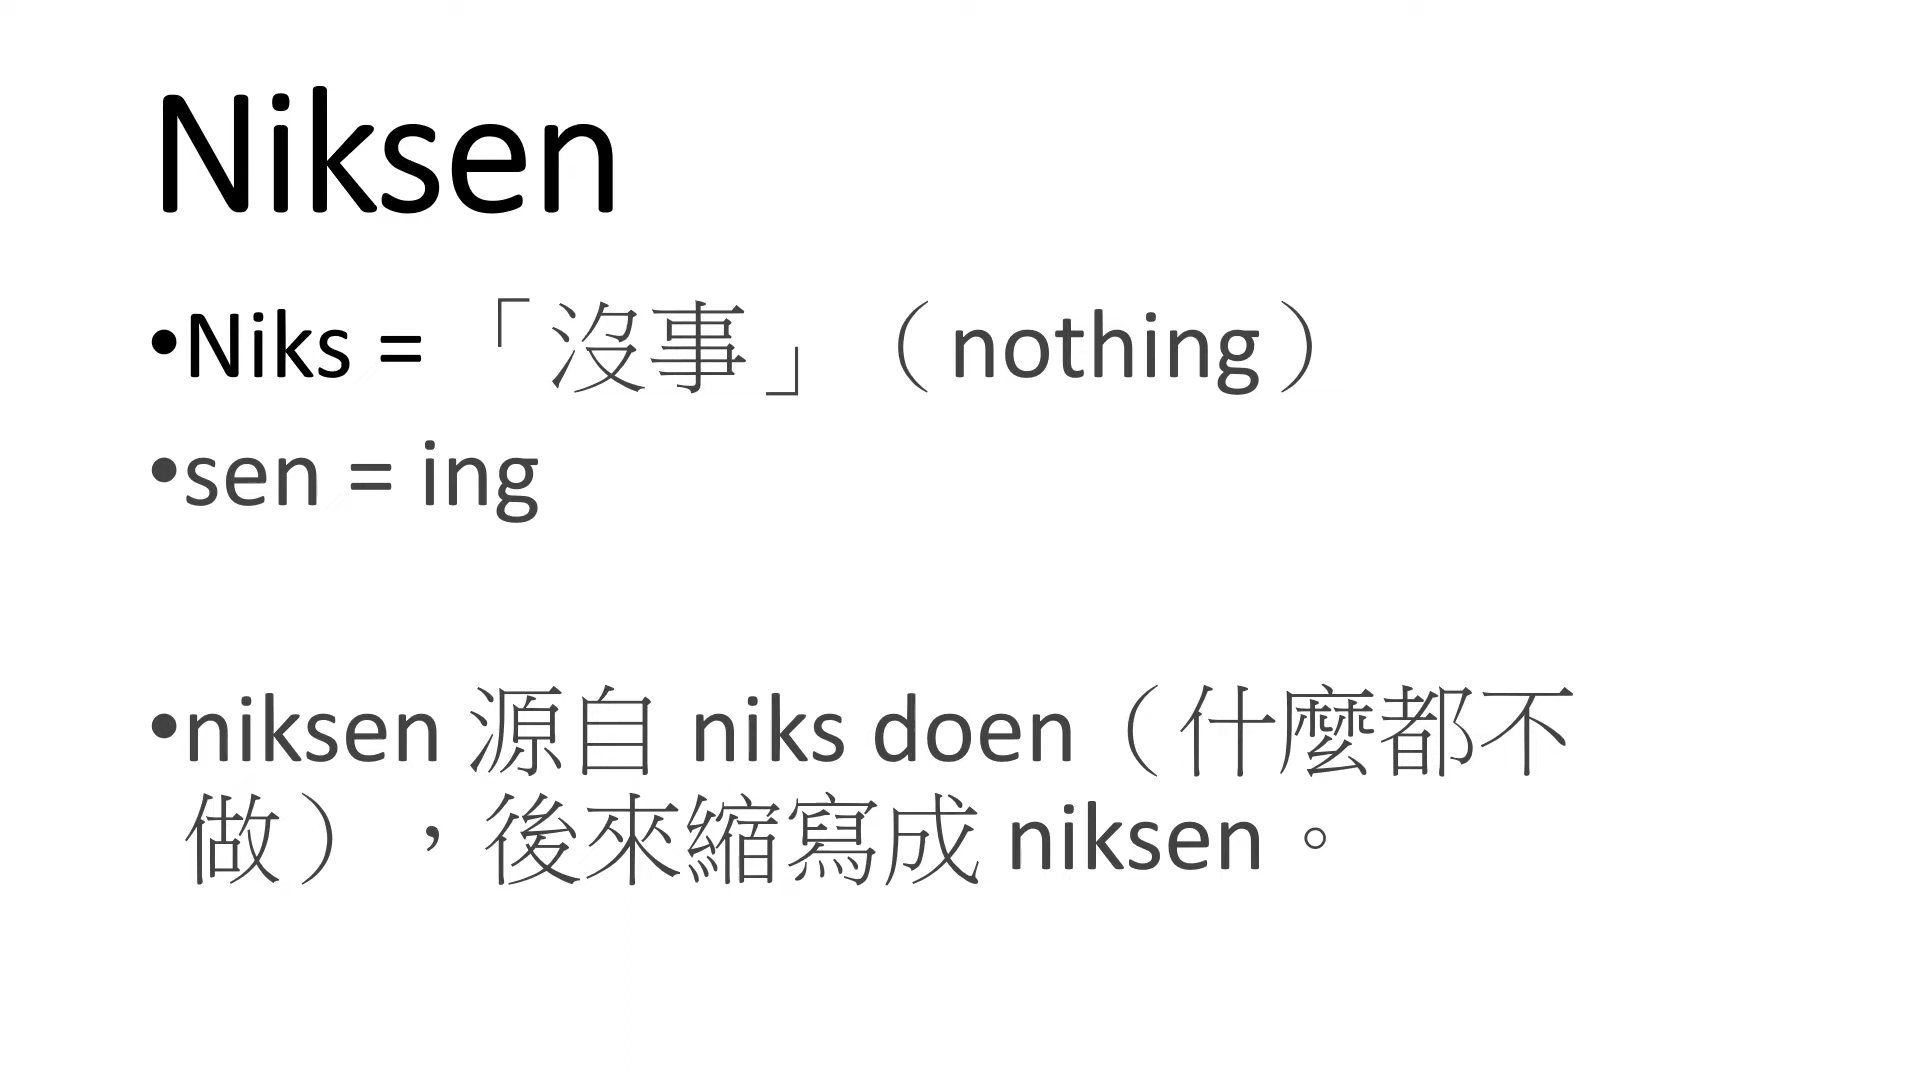 Niksen
•Niks = 「沒事」（nothing）
•sen = ing
•niksen 源自 niks doen（什麼都不
做），後來縮寫成 niksen。